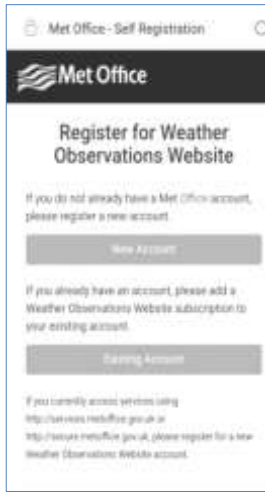 Met Office - Self Registration
Met Office
Register for Weather
Observations Website
If you do not already have a Met Office account,
please register a new account.
New Account
If you already have an account, please add a
Weather Observations Website subscription to
your existing account.
Existing Account
If you currently access services using
http://services.metoffice.gov.uk or
http://secure.metoffice.gov.uk, please register for a new
Weather Observations Website account.